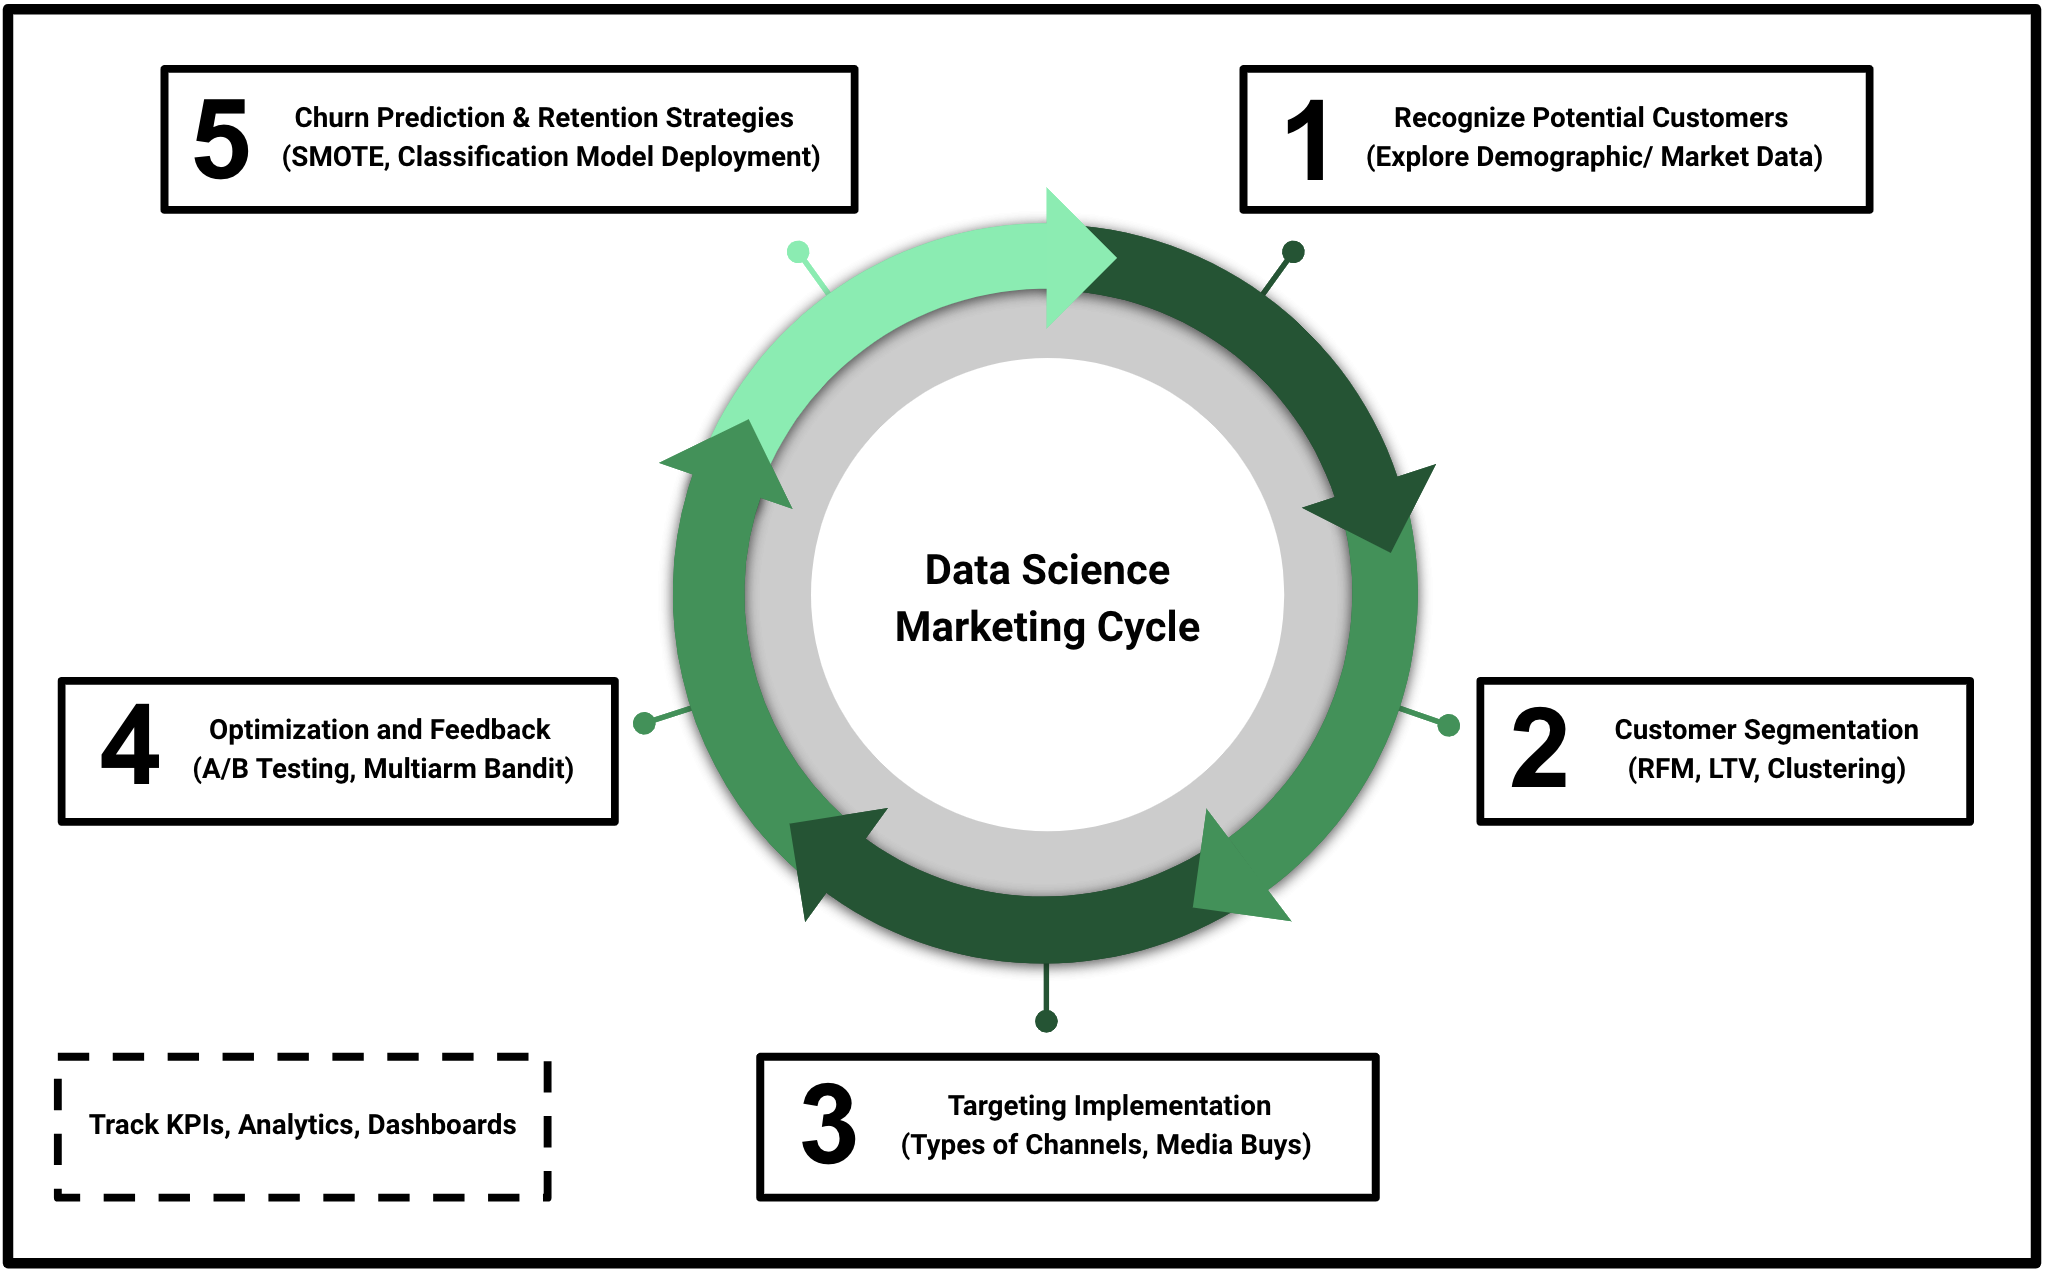 5
Churn Prediction & Retention Strategies
(SMOTE, Classification Model Deployment)
1
Recognize Potential Customers
(Explore Demographic/ Market Data)
Data Science
Marketing Cycle
4
Optimization and Feedback
(A/B Testing, Multiarm Bandit)
2
Customer Segmentation
(RFM, LTV, Clustering)
Track KPIs, Analytics, Dashboards
3
Targeting Implementation
(Types of Channels, Media Buys)